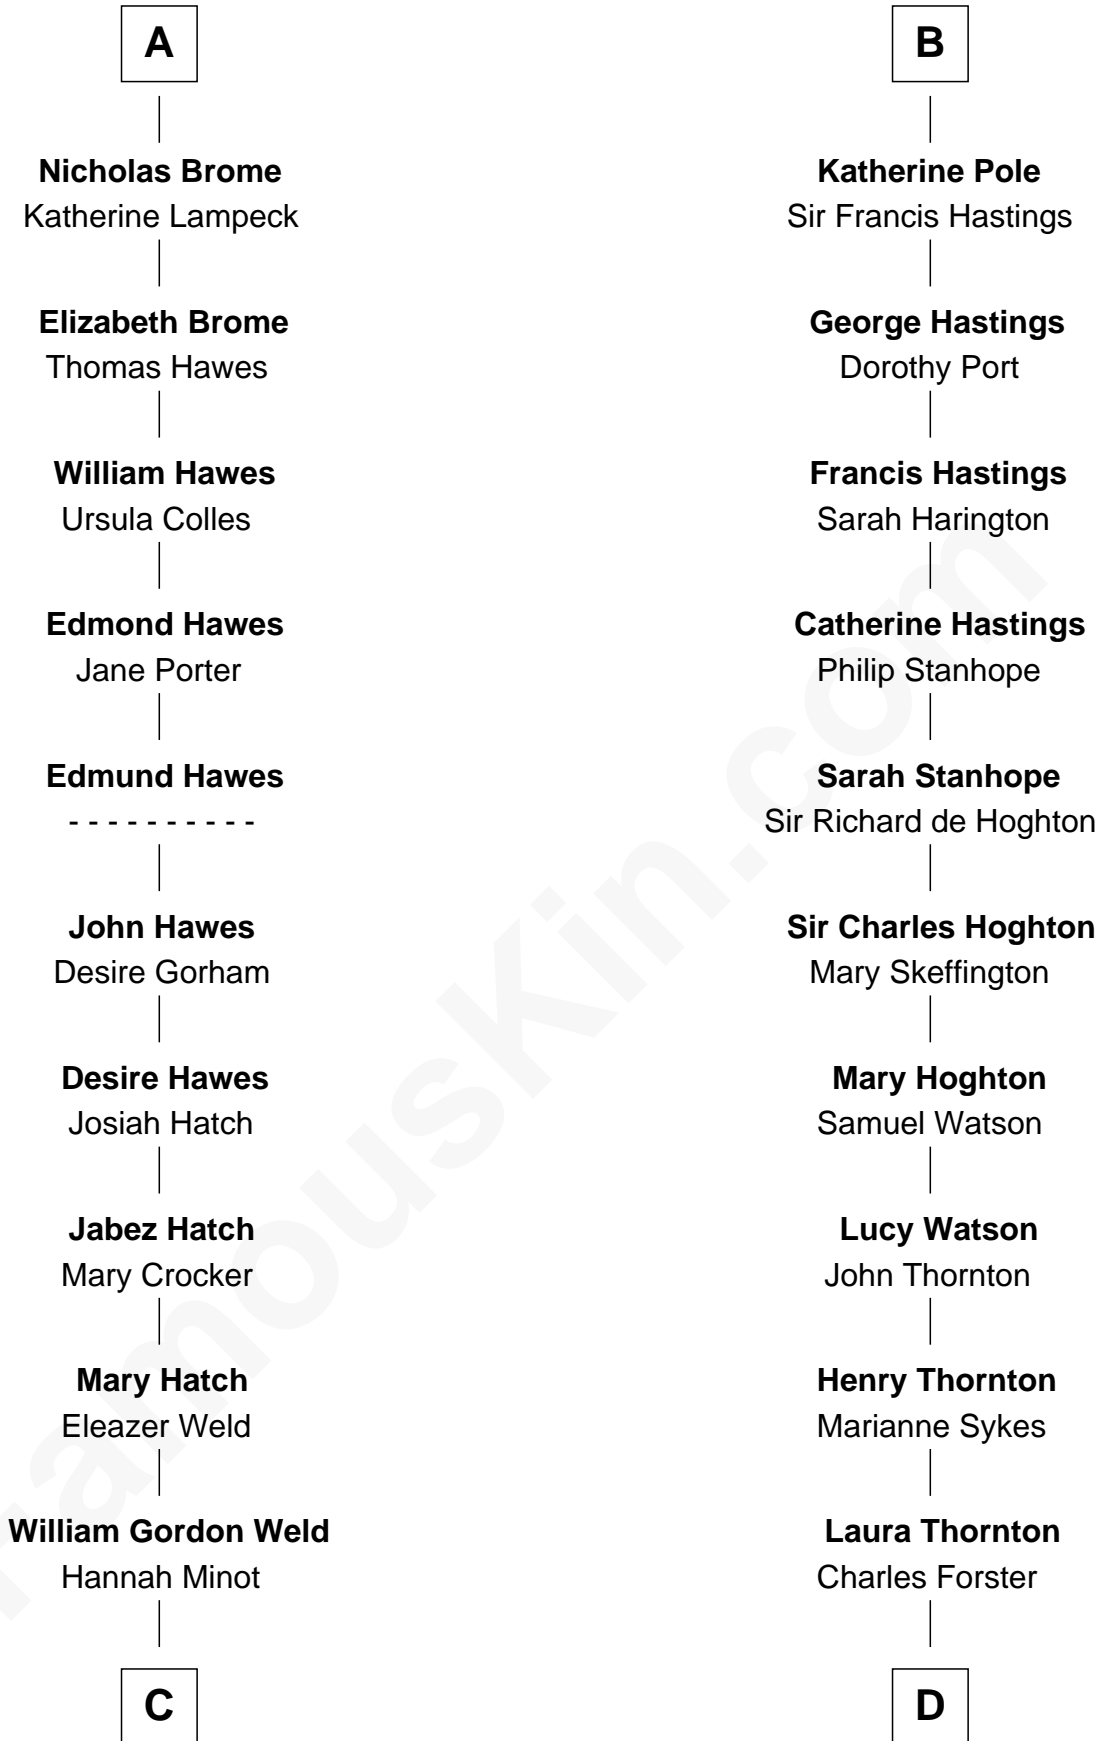 A
Nicholas Brome
Katherine Lampeck
Elizabeth Brome
Thomas Hawes
William Hawes
Ursula Colles
Edmond Hawes
Jane Porter
Edmund Hawes
- - - - - - - - - -
John Hawes
Desire Gorham
Desire Hawes
Josiah Hatch
Jabez Hatch
Mary Crocker
Mary Hatch
Eleazer Weld
William Gordon Weld
Hannah Minot
C
B
Katherine Pole
Sir Francis Hastings
George Hastings
Dorothy Port
Francis Hastings
Sarah Harington
Catherine Hastings
Philip Stanhope
Sarah Stanhope
Sir Richard de Hoghton
Sir Charles Hoghton
Mary Skeffington
Mary Hoghton
Samuel Watson
Lucy Watson
John Thornton
Henry Thornton
Marianne Sykes
Laura Thornton
Charles Forster
D
FamousKin.com